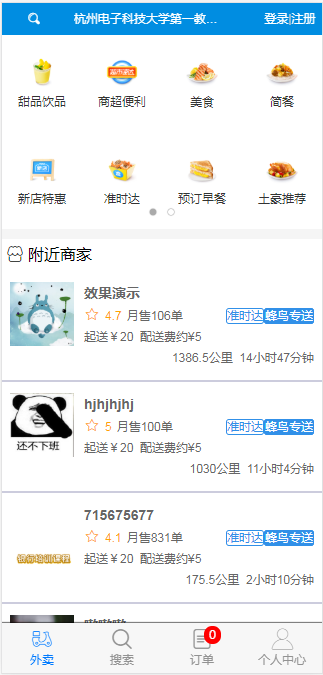 杭州电子科技大学第一教... 登录|注册
甜品饮品 商超便利 美食 简餐
新店特惠 准时达 预订早餐 土豪推荐
附近商家
效果演示
4.7 月售106单 准时达 蜂鸟专送
起送￥20 配送费约¥5
1386.5公里 14小时47分钟
还不下班
hjhjhjhj
5 月售100单 准时达 蜂鸟专送
起送￥20 配送费约¥5
1030公里 11小时4分钟
715675677
4.1 月售831单 准时达 蜂鸟专送
起送￥20 配送费约¥5
175.5公里 2小时10分钟
0
外卖 搜索 订单 个人中心